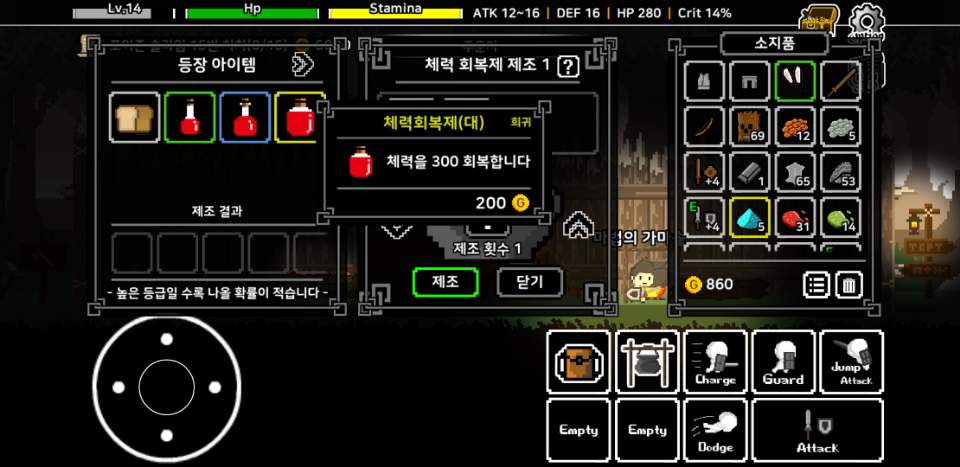 Lv.14
Hp
Stamina
ATK 12~16 | DEF 16 | HP 280 | Crit 14%
등장 아이템
체력 회복제 제조 1 ?
소지품
체력회복제(대) 희귀
체력을 300 회복합니다
200 G
제조 결과
제조 횟수 1
제조
닫기
- 높은 등급일 수록 나올 확률이 적습니다 -
69
12
5
+4
1
65
53
E
+4
5
31
14
G 860
Charge
Guard
Jump Attack
Empty
Empty
Dodge
Attack